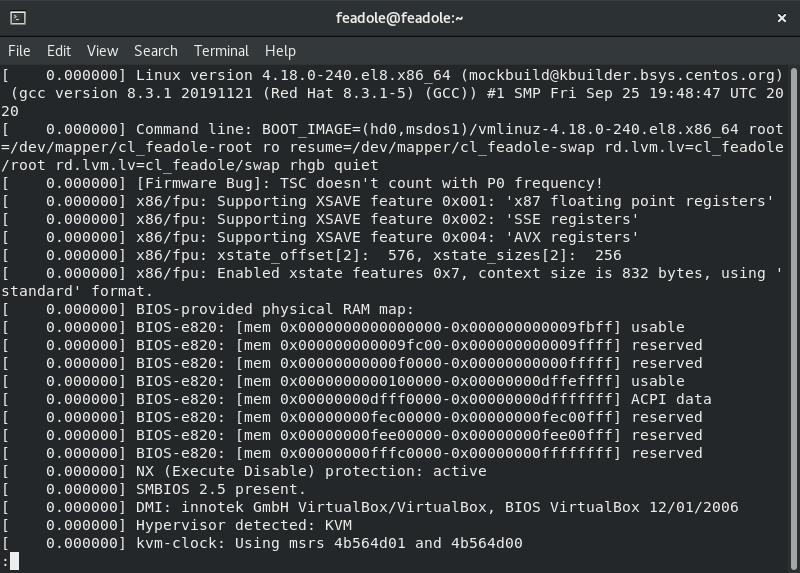 feadole@feadole:~
File Edit View Search Terminal Help
[    0.000000] Linux version 4.18.0-240.el8.x86_64 (mockbuild@kbuilder.bsys.centos.org)
 (gcc version 8.3.1 20191121 (Red Hat 8.3.1-5) (GCC)) #1 SMP Fri Sep 25 19:48:47 UTC 20
20
[    0.000000] Command line: BOOT_IMAGE=(hd0,msdos1)/vmlinuz-4.18.0-240.el8.x86_64 root
=/dev/mapper/cl_feadole-root ro resume=/dev/mapper/cl_feadole-swap rd.lvm.lv=cl_feadole
/root rd.lvm.lv=cl_feadole/swap rhgb quiet
[    0.000000] [Firmware Bug]: TSC doesn't count with P0 frequency!
[    0.000000] x86/fpu: Supporting XSAVE feature 0x001: 'x87 floating point registers'
[    0.000000] x86/fpu: Supporting XSAVE feature 0x002: 'SSE registers'
[    0.000000] x86/fpu: Supporting XSAVE feature 0x004: 'AVX registers'
[    0.000000] x86/fpu: xstate_offset[2]:  576, xstate_sizes[2]:  256
[    0.000000] x86/fpu: Enabled xstate features 0x7, context size is 832 bytes, using '
standard' format.
[    0.000000] BIOS-provided physical RAM map:
[    0.000000] BIOS-e820: [mem 0x0000000000000000-0x000000000009fbff] usable
[    0.000000] BIOS-e820: [mem 0x000000000009fc00-0x000000000009ffff] reserved
[    0.000000] BIOS-e820: [mem 0x00000000000f0000-0x00000000000fffff] reserved
[    0.000000] BIOS-e820: [mem 0x0000000000100000-0x00000000dffeffff] usable
[    0.000000] BIOS-e820: [mem 0x00000000dfff0000-0x00000000dfffffff] ACPI data
[    0.000000] BIOS-e820: [mem 0x00000000fec00000-0x00000000fec00fff] reserved
[    0.000000] BIOS-e820: [mem 0x00000000fee00000-0x00000000fee00fff] reserved
[    0.000000] BIOS-e820: [mem 0x00000000fffc0000-0x00000000ffffffff] reserved
[    0.000000] NX (Execute Disable) protection: active
[    0.000000] SMBIOS 2.5 present.
[    0.000000] DMI: innotek GmbH VirtualBox/VirtualBox, BIOS VirtualBox 12/01/2006
[    0.000000] Hypervisor detected: KVM
[    0.000000] kvm-clock: Using msrs 4b564d01 and 4b564d00
: